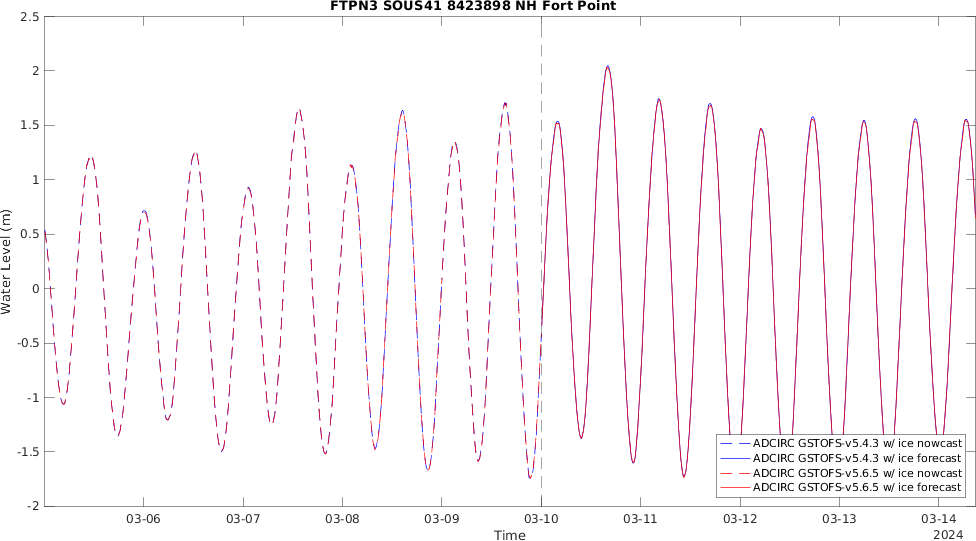 FTPN3 SOUS41 8423898 NH Fort Point
2.5
2
1.5
1
0.5
0
-0.5
-1
-1.5
-2
Water Level (m)
ADCIRC GSTOFS-v5.4.3 w/ ice nowcast
ADCIRC GSTOFS-v5.4.3 w/ ice forecast
ADCIRC GSTOFS-v5.6.5 w/ ice nowcast
ADCIRC GSTOFS-v5.6.5 w/ ice forecast
03-06 03-07 03-08 03-09 03-10 03-11 03-12 03-13 03-14
Time
2024